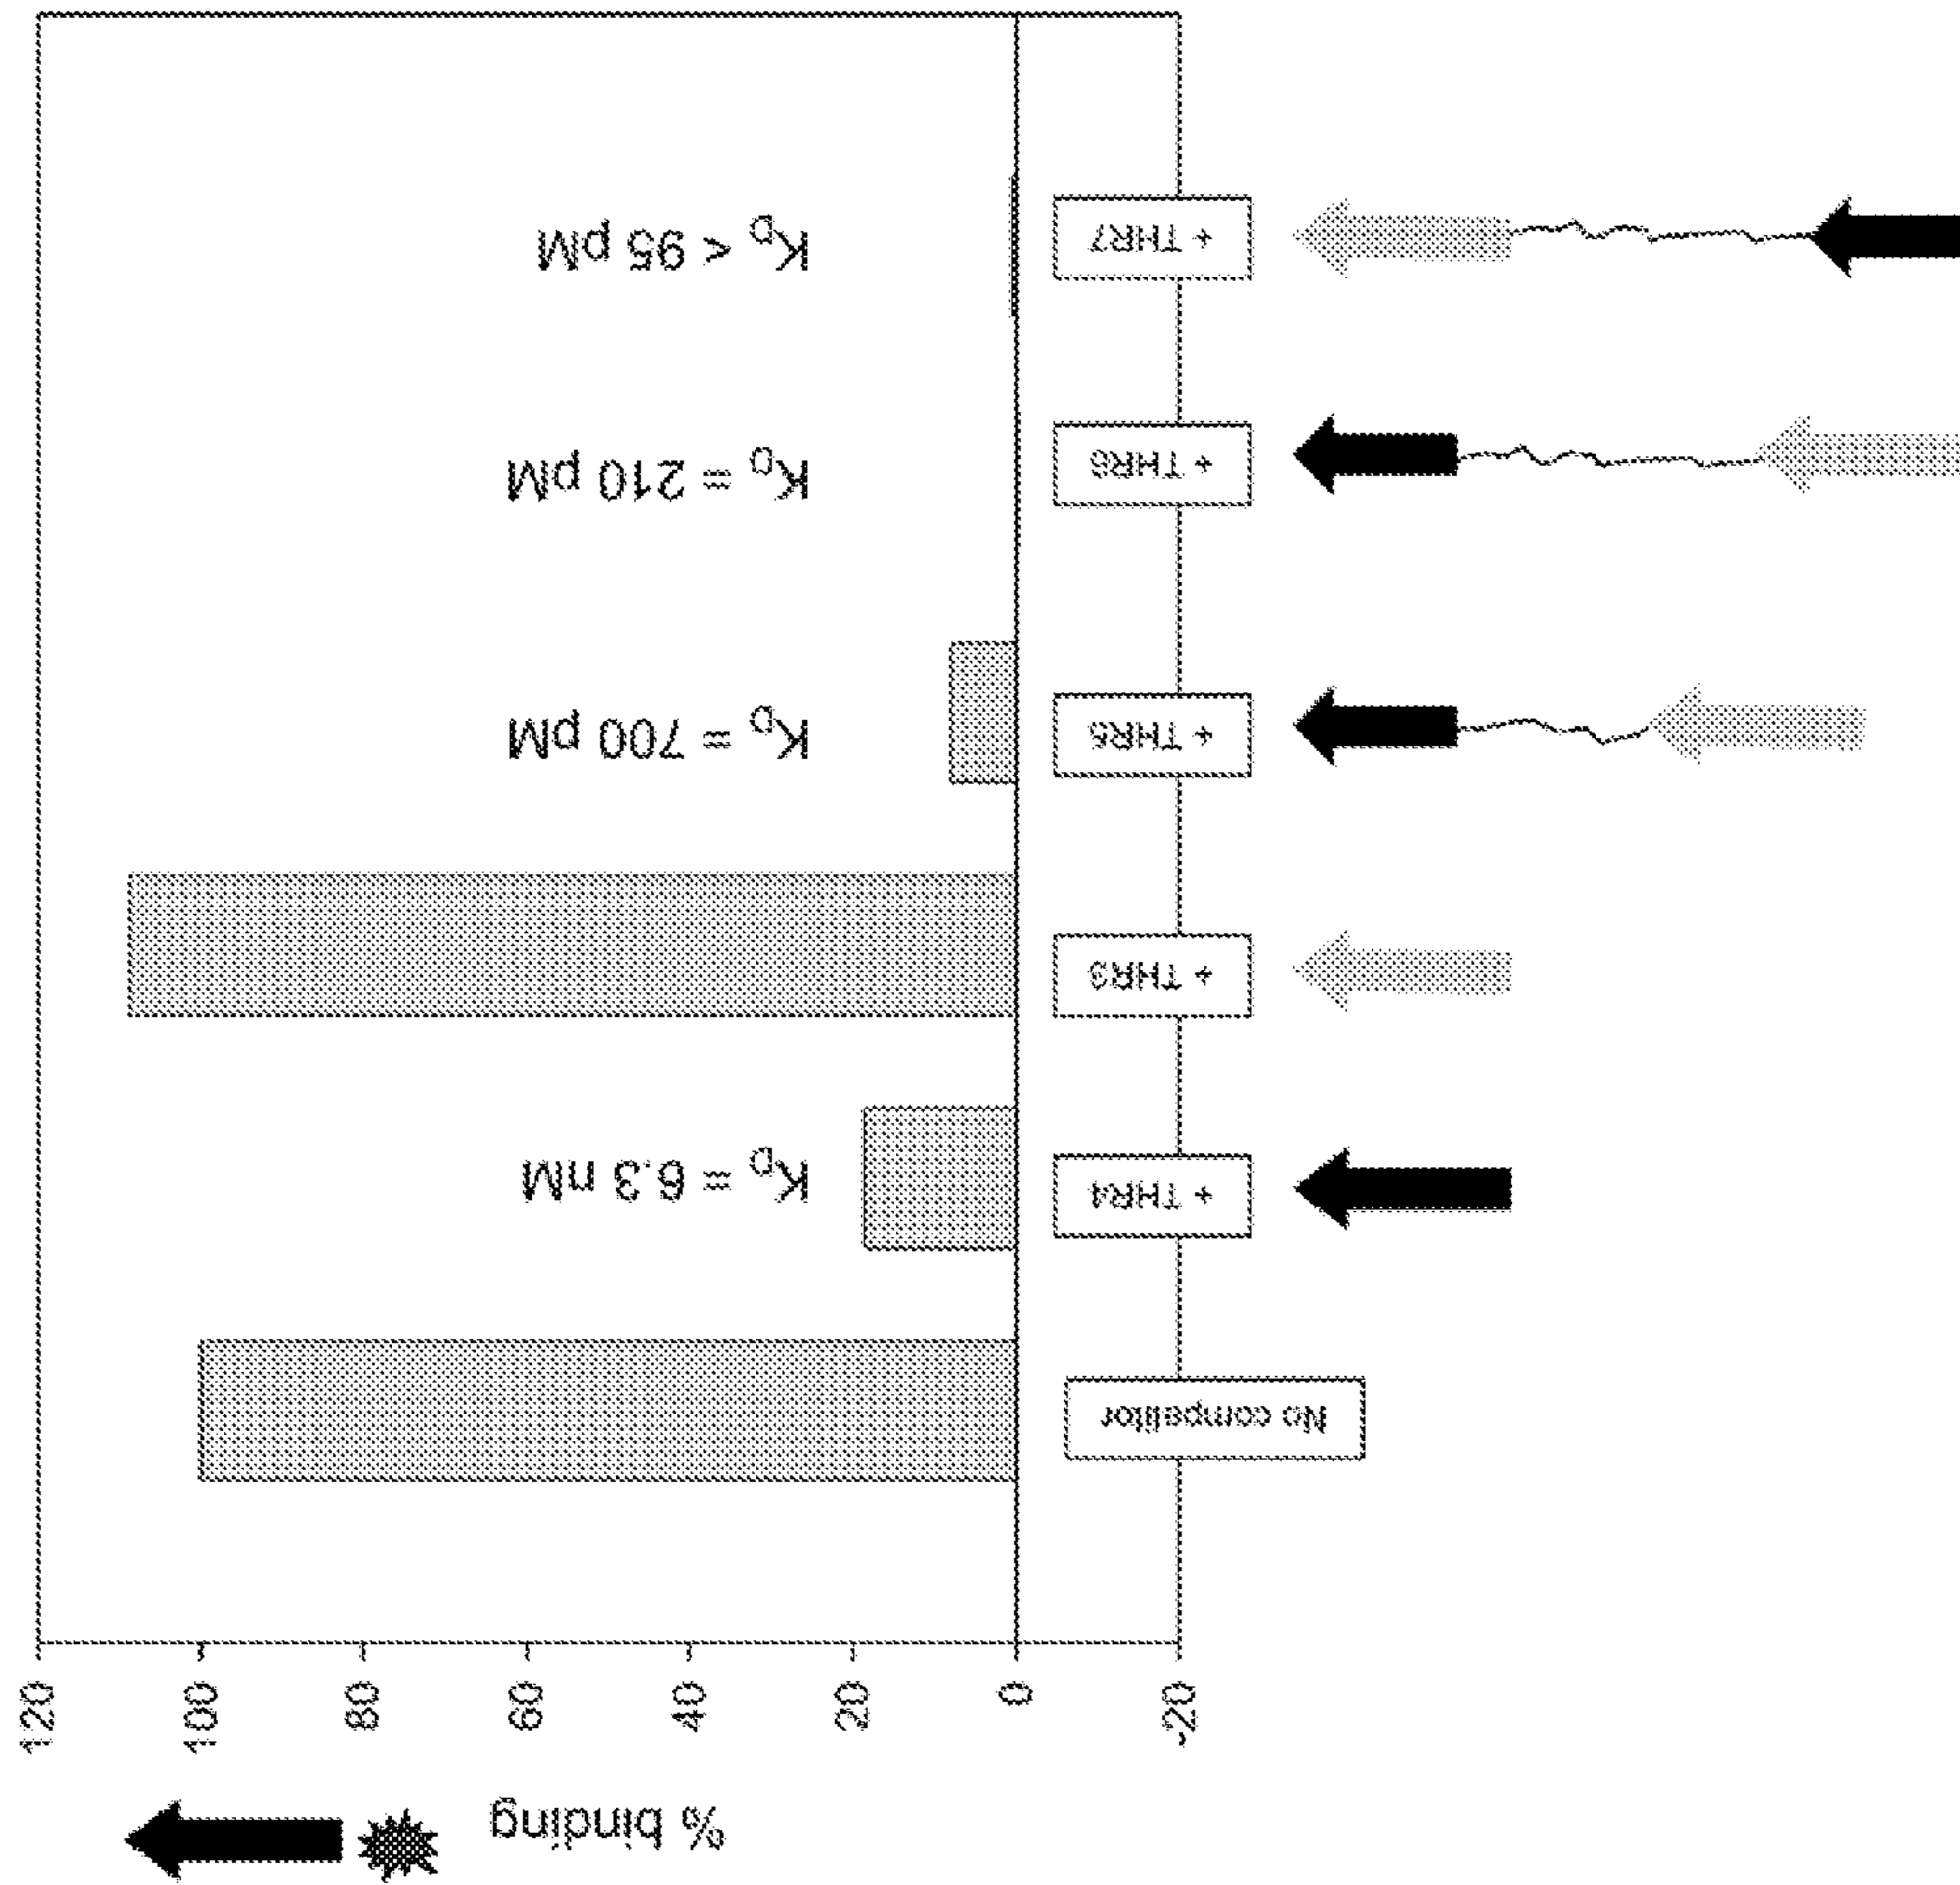 % binding
120
100
80
60
40
20
0
-20
No competitor
+ THR4
+ THR3
+ THR5
+ THR6
+ THR7
KD = 6.3 nM
KD = 700 pM
KD = 210 pM
KD < 95 pM